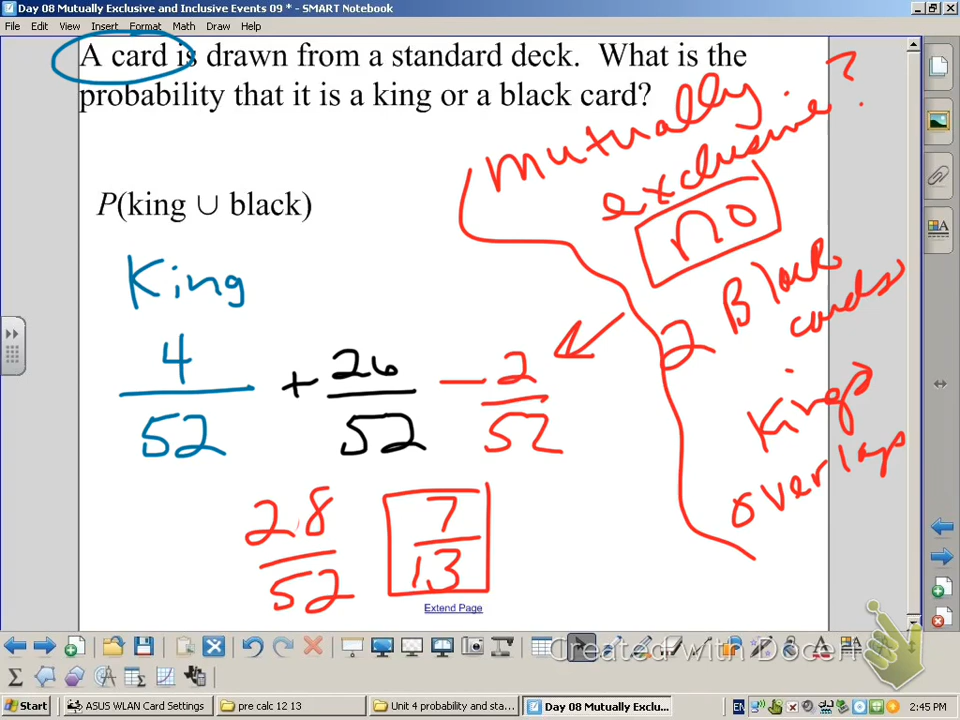 Day 08 Mutually Exclusive and Inclusive Events 09 * - SMART Notebook
File Edit View Insert Format Math Draw Help
A card is drawn from a standard deck. What is the
probability that it is a king or a black card?
mutually
exclusive?
no
P(king ∪ black)
King
4/52 + 26/52 - 2/52
2 Black
cards
Kings
overlap
28/52 7/13
Extend Page
Created with Docen
Start
ASUS WLAN Card Settings
pre calc 12 13
Unit 4 probability and sta...
Day 08 Mutually Exclu...
EN
2:45 PM